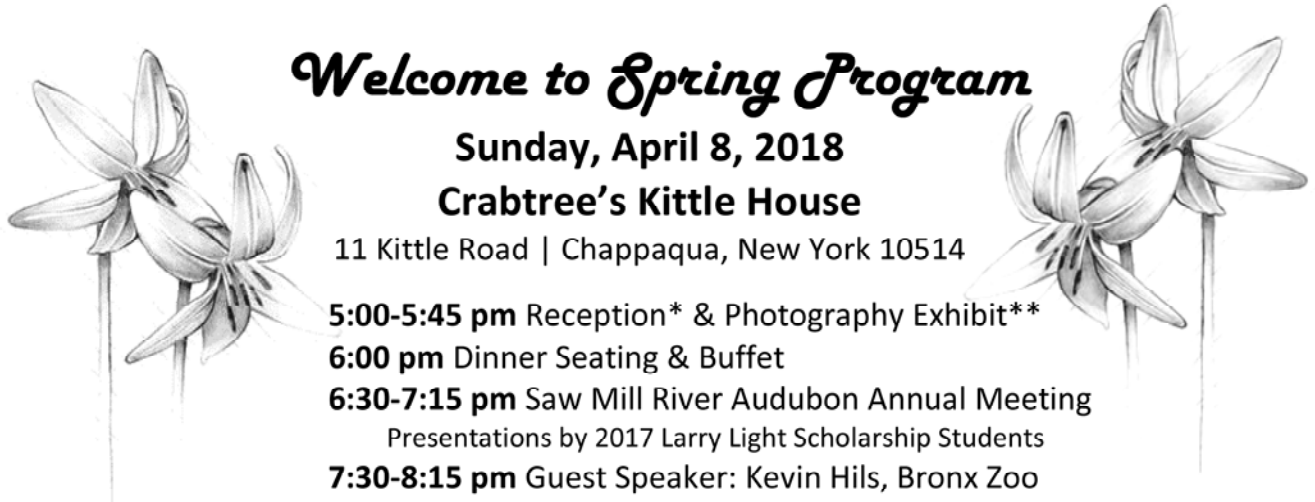 Welcome to Spring Program
Sunday, April 8, 2018
Crabtree’s Kittle House
11 Kittle Road | Chappaqua, New York 10514
5:00-5:45 pm Reception* & Photography Exhibit**
6:00 pm Dinner Seating & Buffet
6:30-7:15 pm Saw Mill River Audubon Annual Meeting
Presentations by 2017 Larry Light Scholarship Students
7:30-8:15 pm Guest Speaker: Kevin Hils, Bronx Zoo